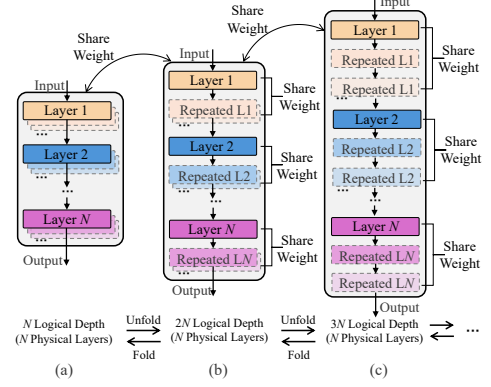 Share
Weight
Input
Layer 1
...
Layer 2
...
...
Layer N
...
Output
N Logical Depth
(N Physical Layers)
(a)
Unfold
Fold
Share
Weight
Input
Layer 1
Repeated L1
...
Layer 2
Repeated L2
...
...
Layer N
Repeated LN
...
Output
Share
Weight
Share
Weight
Share
Weight
2N Logical Depth
(N Physical Layers)
(b)
Unfold
Fold
Input
Layer 1
Repeated L1
Repeated L1
...
Layer 2
Repeated L2
Repeated L2
...
...
Layer N
Repeated LN
Repeated LN
Output
Share
Weight
Share
Weight
Share
Weight
3N Logical Depth
(N Physical Layers)
(c)
...